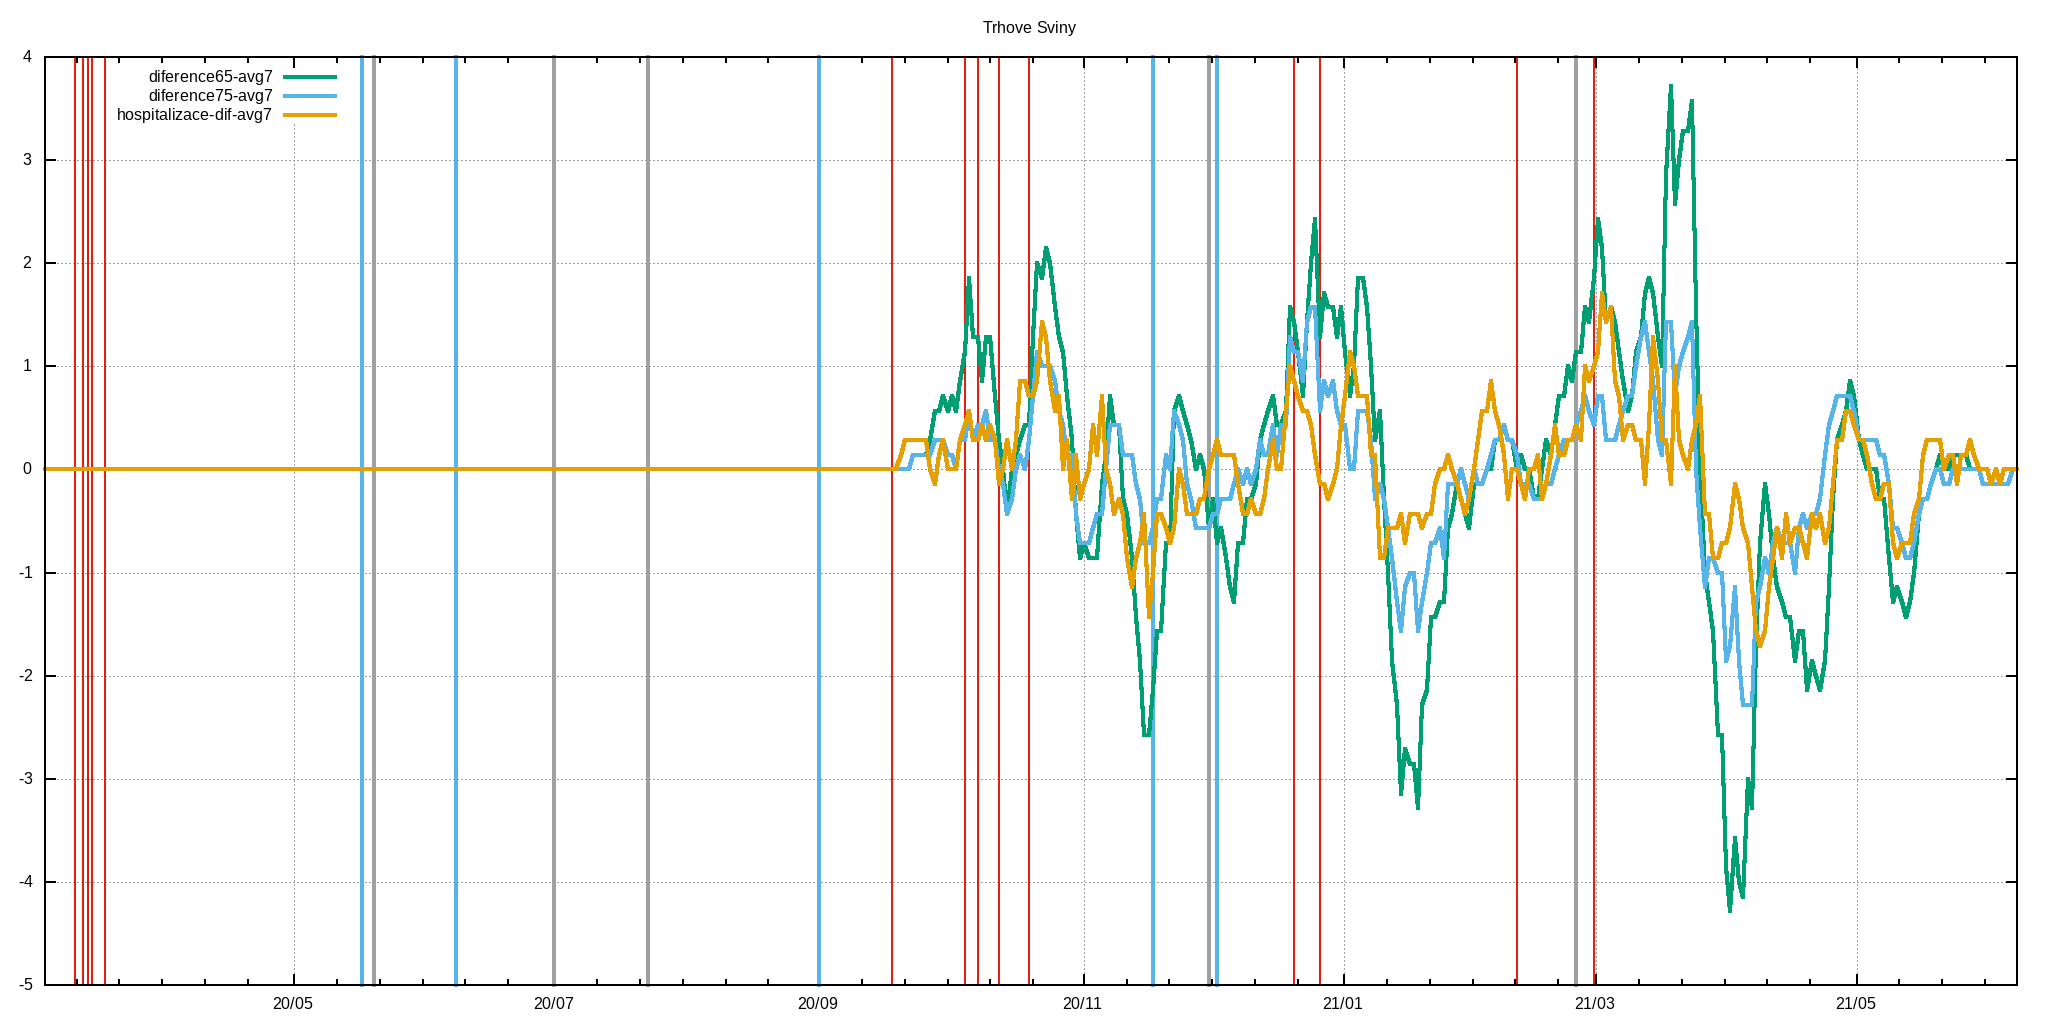 Trhove Sviny
4
diference65-avg7
diference75-avg7
hospitalizace-dif-avg7
3
2
1
0
-1
-2
-3
-4
-5
20/05 20/07 20/09 20/11 21/01 21/03 21/05